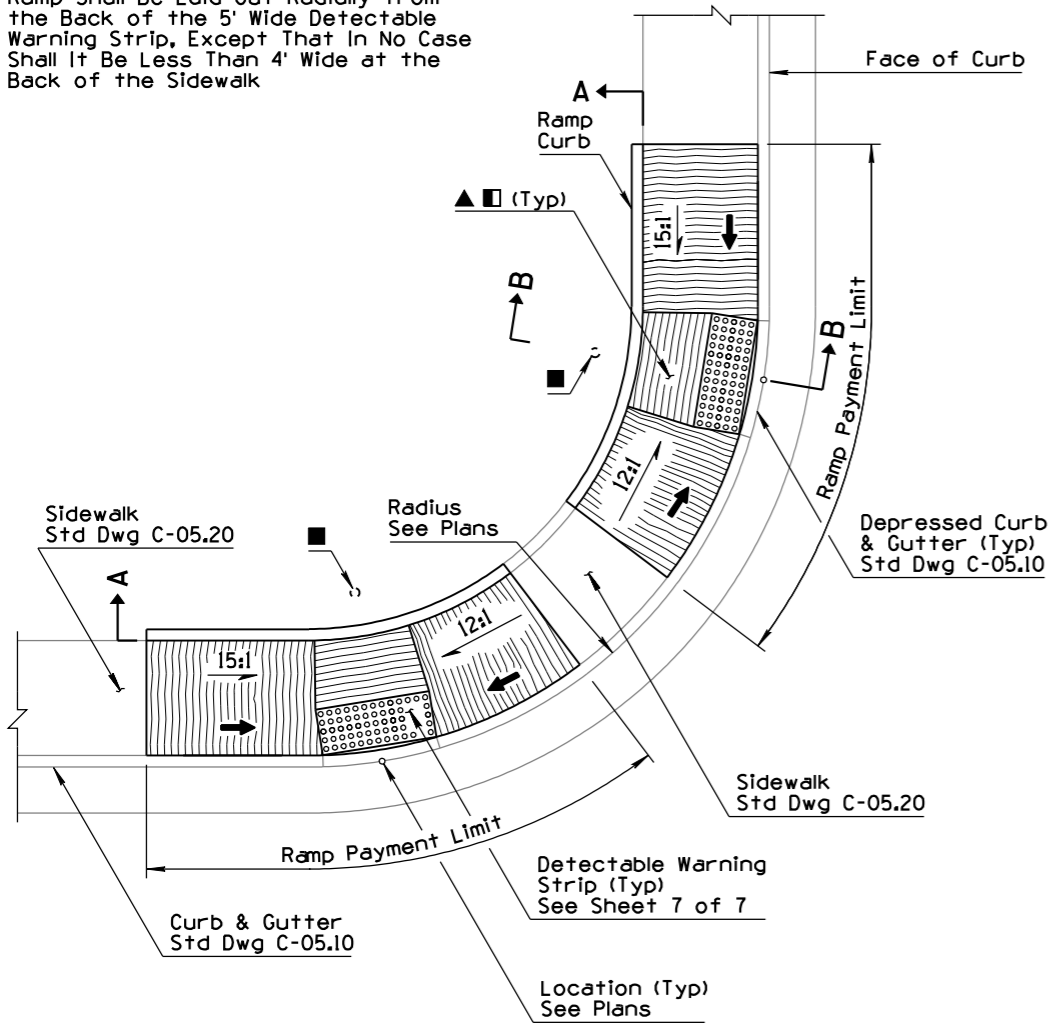 Ramp Shall Be Laid Out Radially From
the Back of the 5' Wide Detectable
Warning Strip, Except That In No Case
Shall It Be Less Than 4' Wide at the
Back of the Sidewalk
Face of Curb
A
Ramp
Curb
▲ ◧ (Typ)
15:1
B
B
■
Ramp Payment Limit
12:1
Sidewalk
Std Dwg C-05.20
Radius
See Plans
■
Depressed Curb
& Gutter (Typ)
Std Dwg C-05.10
A
12:1
15:1
Sidewalk
Std Dwg C-05.20
Ramp Payment Limit
Detectable Warning
Strip (Typ)
See Sheet 7 of 7
Curb & Gutter
Std Dwg C-05.10
Location (Typ)
See Plans